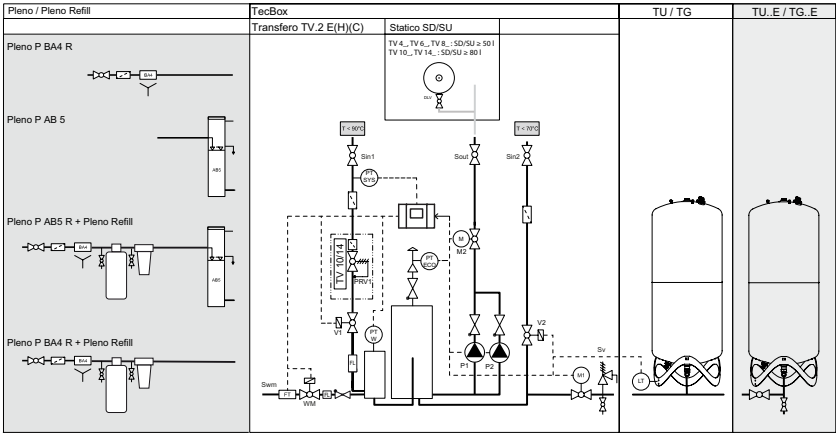 Pleno / Pleno Refill
TecBox
TU / TG
TU..E / TG..E
Transfero TV.2 E(H)(C)
Statico SD/SU
TV 4_, TV 6_, TV 8_ : SD/SU ≥ 50 l
TV 10_, TV 14_ : SD/SU ≥ 80 l
DLV
Pleno P BA4 R
BA4
Pleno P AB 5
AB5
Pleno P AB5 R + Pleno Refill
BA4
AB5
Pleno P BA4 R + Pleno Refill
BA4
T < 90°C
T < 70°C
Sin1
Sout
Sin2
PT
SYS
M
M2
PT
ECO
TV 10/14
PRV1
V1
PT
W
V2
FL
P1
P2
Sv
Swm
FT
WM
FL
M1
LT